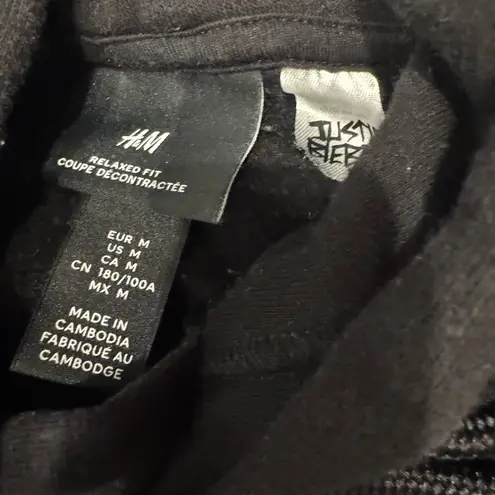 H&M
RELAXED FIT
COUPE DÉCONTRACTÉE
EUR M
US M
CA M
CN 180/100A
MX M
MADE IN
CAMBODIA
FABRIQUÉ AU
CAMBODGE